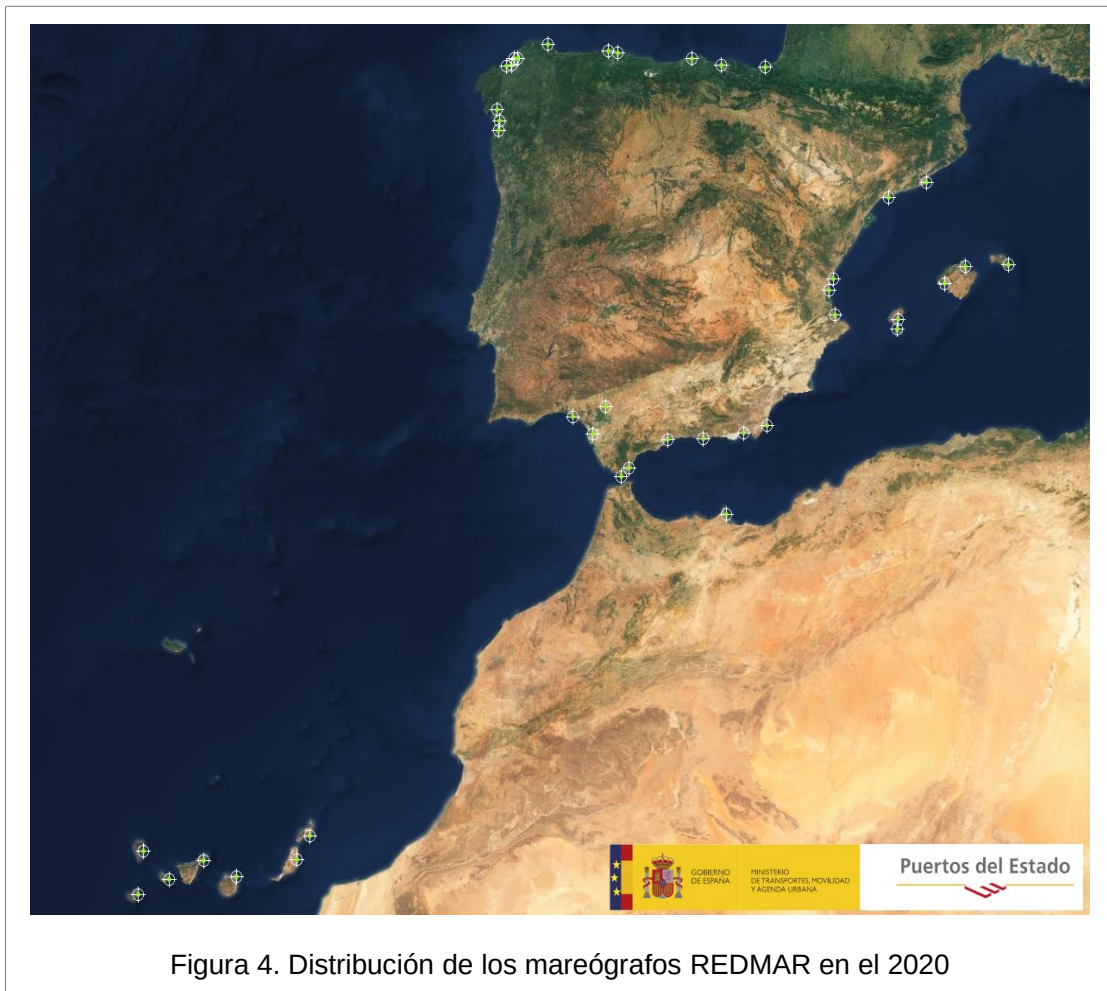 GOBIERNO
DE ESPAÑA
MINISTERIO
DE TRANSPORTES, MOVILIDAD
Y AGENDA URBANA
Puertos del Estado
Figura 4. Distribución de los mareógrafos REDMAR en el 2020